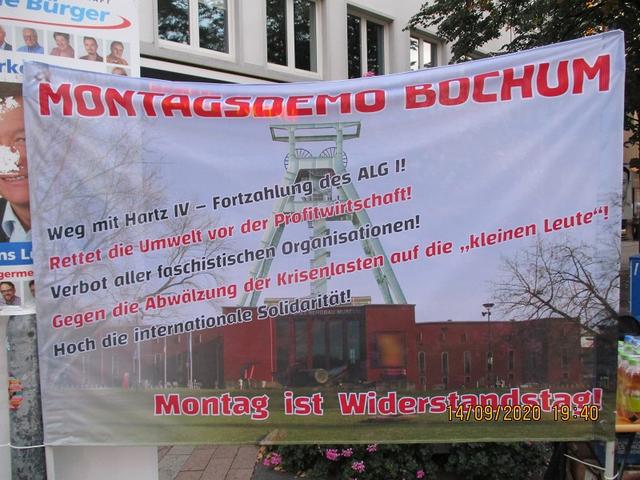 e Bürger
MONTAGSDEMO BOCHUM
Weg mit Hartz IV – Fortzahlung des ALG I!
Rettet die Umwelt vor der Profitwirtschaft!
Verbot aller faschistischen Organisationen!
Gegen die Abwälzung der Krisenlasten auf die „kleinen Leute“!
Hoch die internationale Solidarität!
Montag ist Widerstandstag!
14/09/2020 19:40